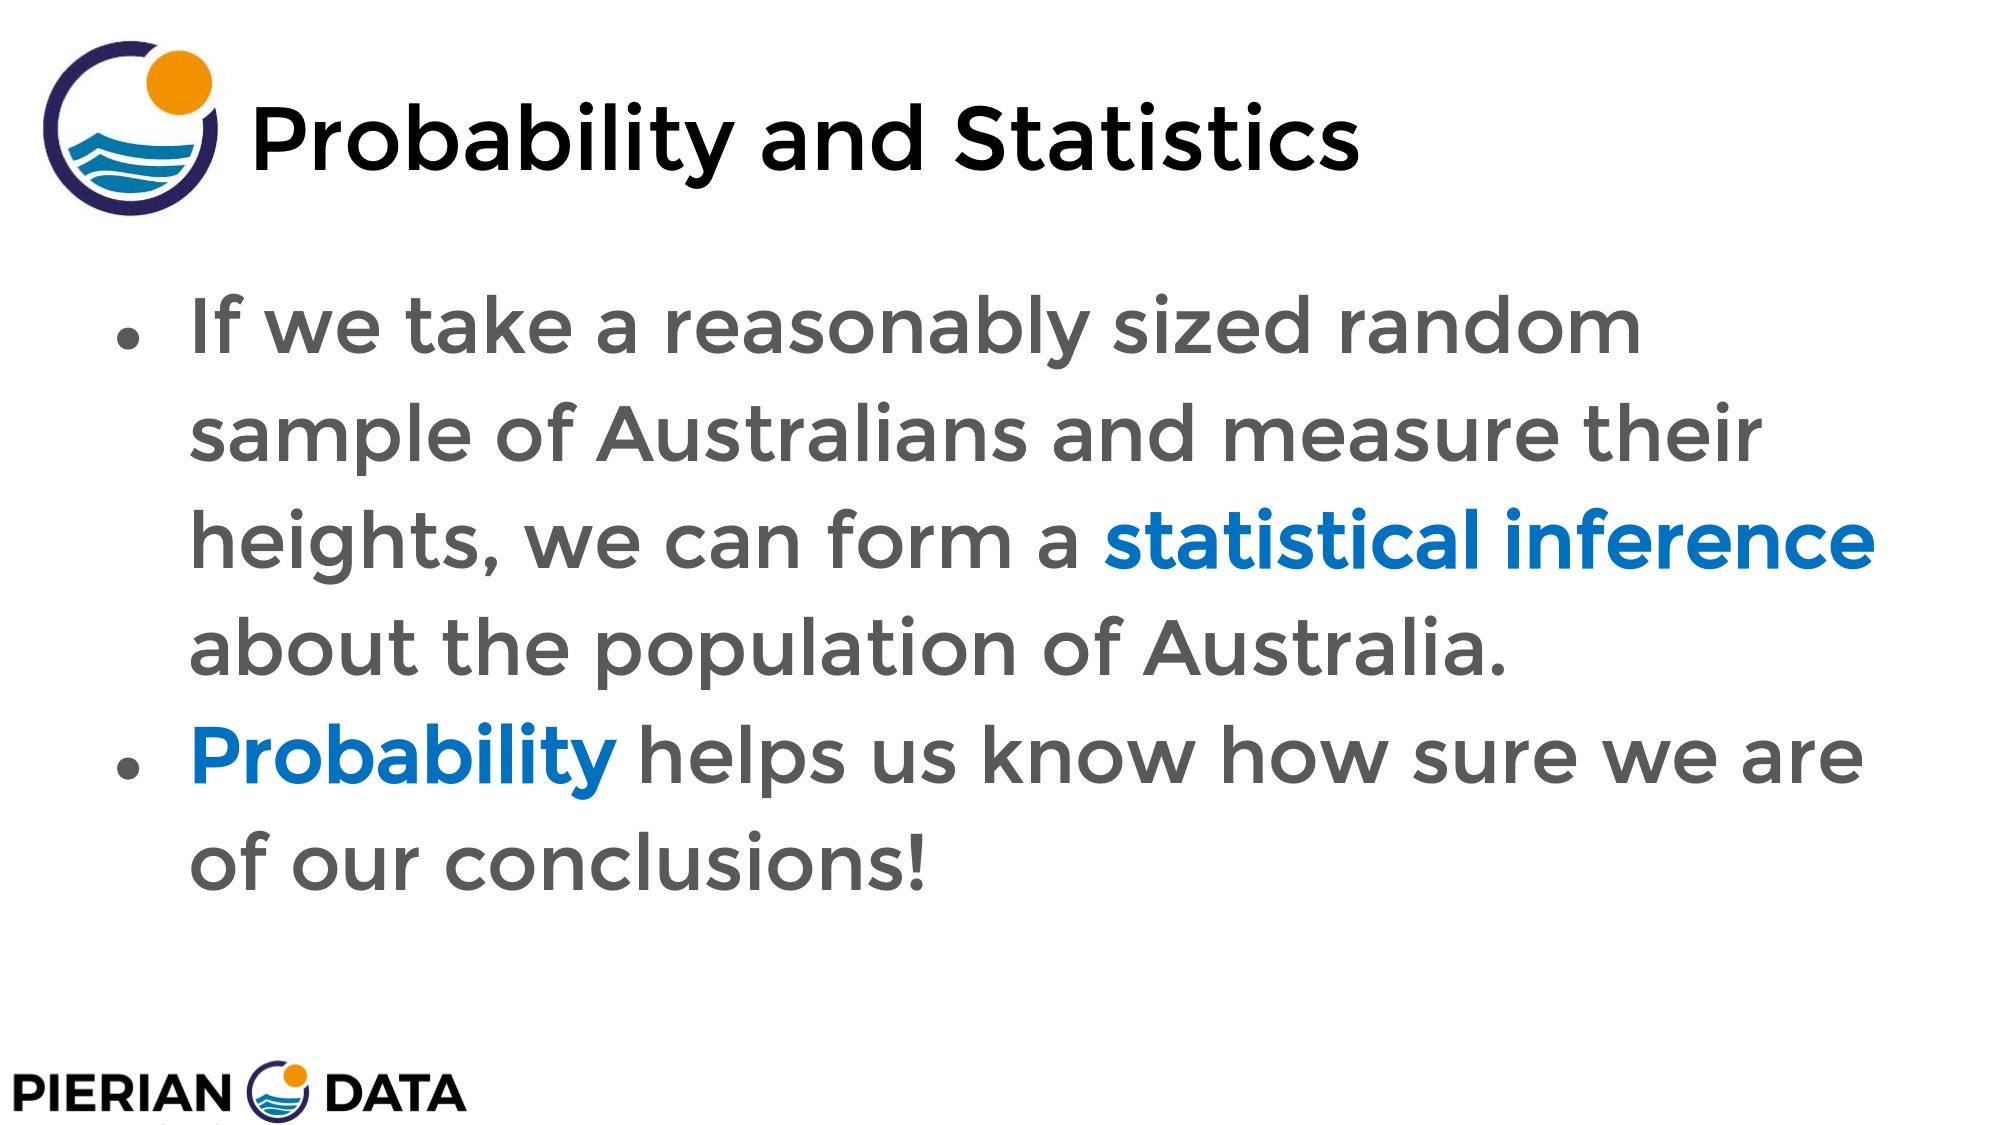 Probability and Statistics
● If we take a reasonably sized random
sample of Australians and measure their
heights, we can form a statistical inference
about the population of Australia.
● Probability helps us know how sure we are
of our conclusions!
PIERIAN DATA